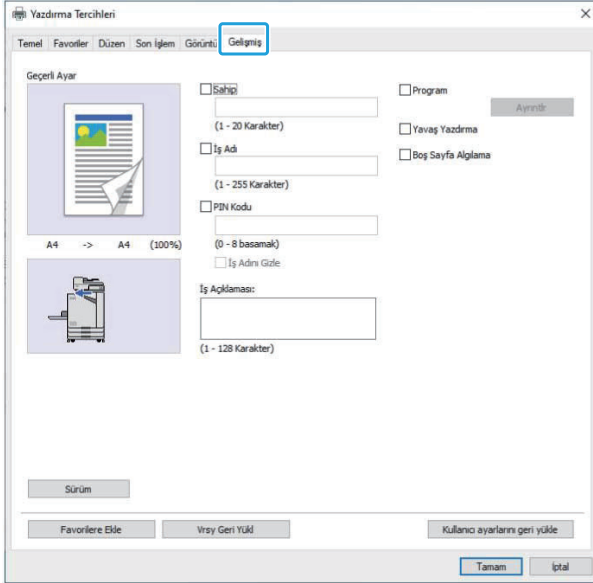 Yazdırma Tercihleri
Temel Favoriler Düzen Son İşlem Görüntü Gelişmiş
Geçerli Ayar
A4 -> A4 (100%)
Sahip
(1 - 20 Karakter)
İş Adı
(1 - 255 Karakter)
PIN Kodu
(0 - 8 basamak)
İş Adını Gizle
İş Açıklaması:
(1 - 128 Karakter)
Program
Ayrıntılr
Yavaş Yazdırma
Boş Sayfa Algılama
Sürüm
Favorilere Ekle Vrsy Geri Yükl Kullanıcı ayarlarını geri yükle
Tamam İptal